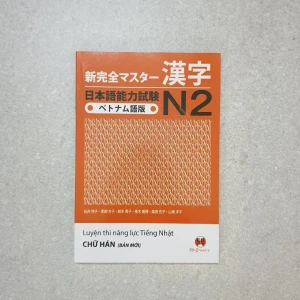 新完全マスター 漢字
日本語能力試験 N2
ベトナム語版
Luyện thi năng lực Tiếng Nhật
CHỮ HÁN (BẢN MỚI)